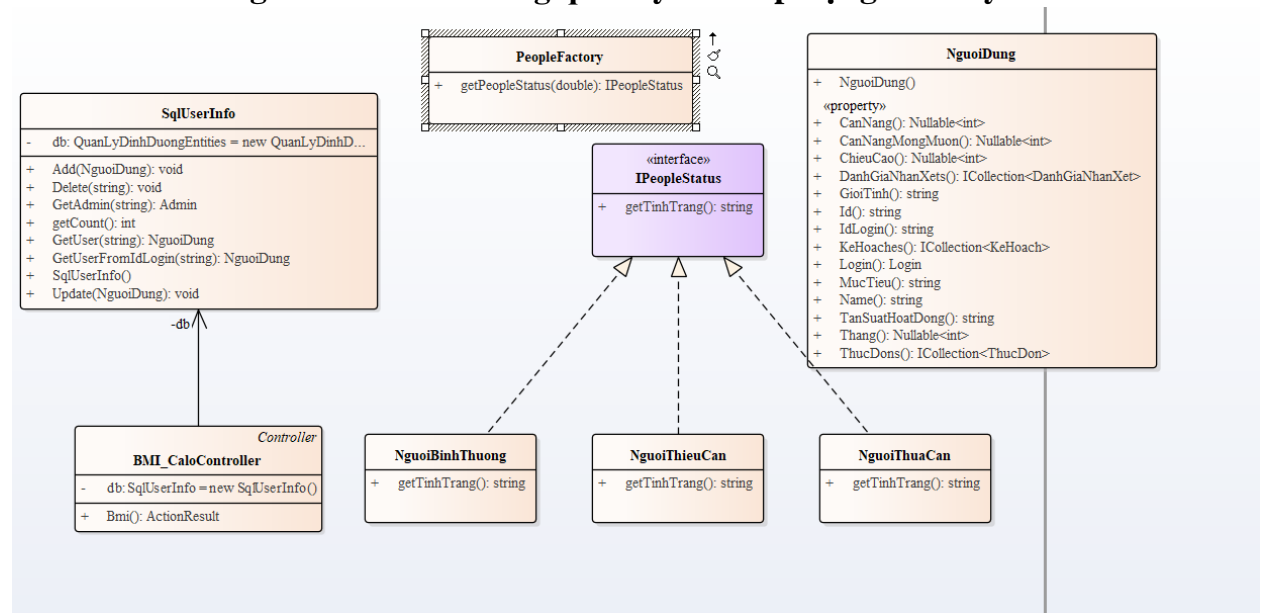 PeopleFactory
+ getPeopleStatus(double): IPeopleStatus
NguoiDung
+ NguoiDung()
«property»
+ CanNang(): Nullable<int>
+ CanNangMongMuon(): Nullable<int>
+ ChieuCao(): Nullable<int>
+ DanhGiaNhanXets(): ICollection<DanhGiaNhanXet>
+ GioiTinh(): string
+ Id(): string
+ IdLogin(): string
+ KeHoaches(): ICollection<KeHoach>
+ Login(): Login
+ MucTieu(): string
+ Name(): string
+ TanSuatHoatDong(): string
+ Thang(): Nullable<int>
+ ThucDons(): ICollection<ThucDon>
SqlUserInfo
- db: QuanLyDinhDuongEntities = new QuanLyDinhD...
+ Add(NguoiDung): void
+ Delete(string): void
+ GetAdmin(string): Admin
+ getCount(): int
+ GetUser(string): NguoiDung
+ GetUserFromIdLogin(string): NguoiDung
+ SqlUserInfo()
+ Update(NguoiDung): void
«interface»
IPeopleStatus
+ getTinhTrang(): string
-db
Controller
BMI_CaloController
- db: SqlUserInfo = new SqlUserInfo()
+ Bmi(): ActionResult
NguoiBinhThuong
+ getTinhTrang(): string
NguoiThieuCan
+ getTinhTrang(): string
NguoiThuaCan
+ getTinhTrang(): string